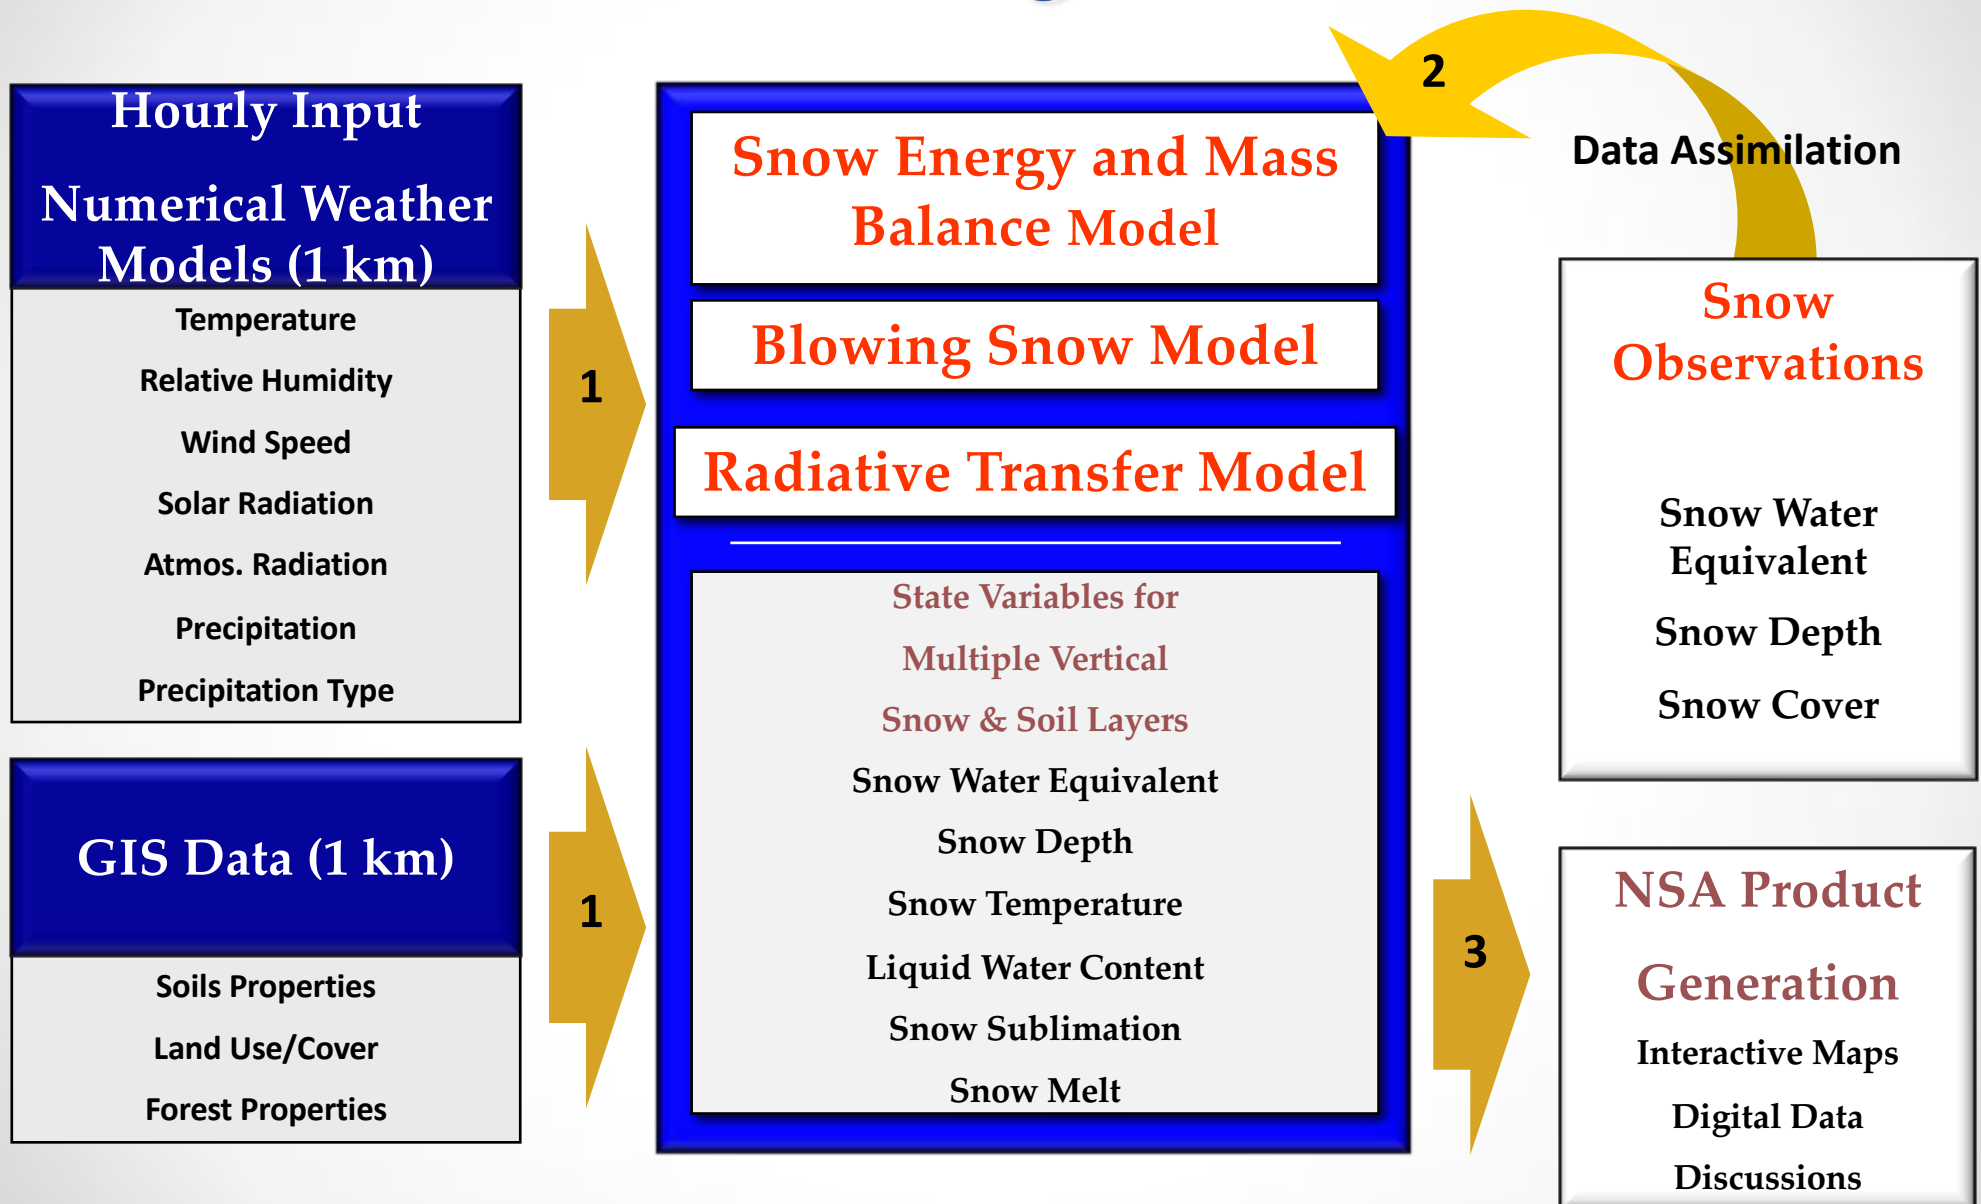 Hourly Input
Numerical Weather
Models (1 km)
Temperature
Relative Humidity
Wind Speed
Solar Radiation
Atmos. Radiation
Precipitation
Precipitation Type
1
GIS Data (1 km)
Soils Properties
Land Use/Cover
Forest Properties
1
Snow Energy and Mass
Balance Model
Blowing Snow Model
Radiative Transfer Model
State Variables for
Multiple Vertical
Snow & Soil Layers
Snow Water Equivalent
Snow Depth
Snow Temperature
Liquid Water Content
Snow Sublimation
Snow Melt
2
Data Assimilation
Snow
Observations
Snow Water
Equivalent
Snow Depth
Snow Cover
3
NSA Product
Generation
Interactive Maps
Digital Data
Discussions